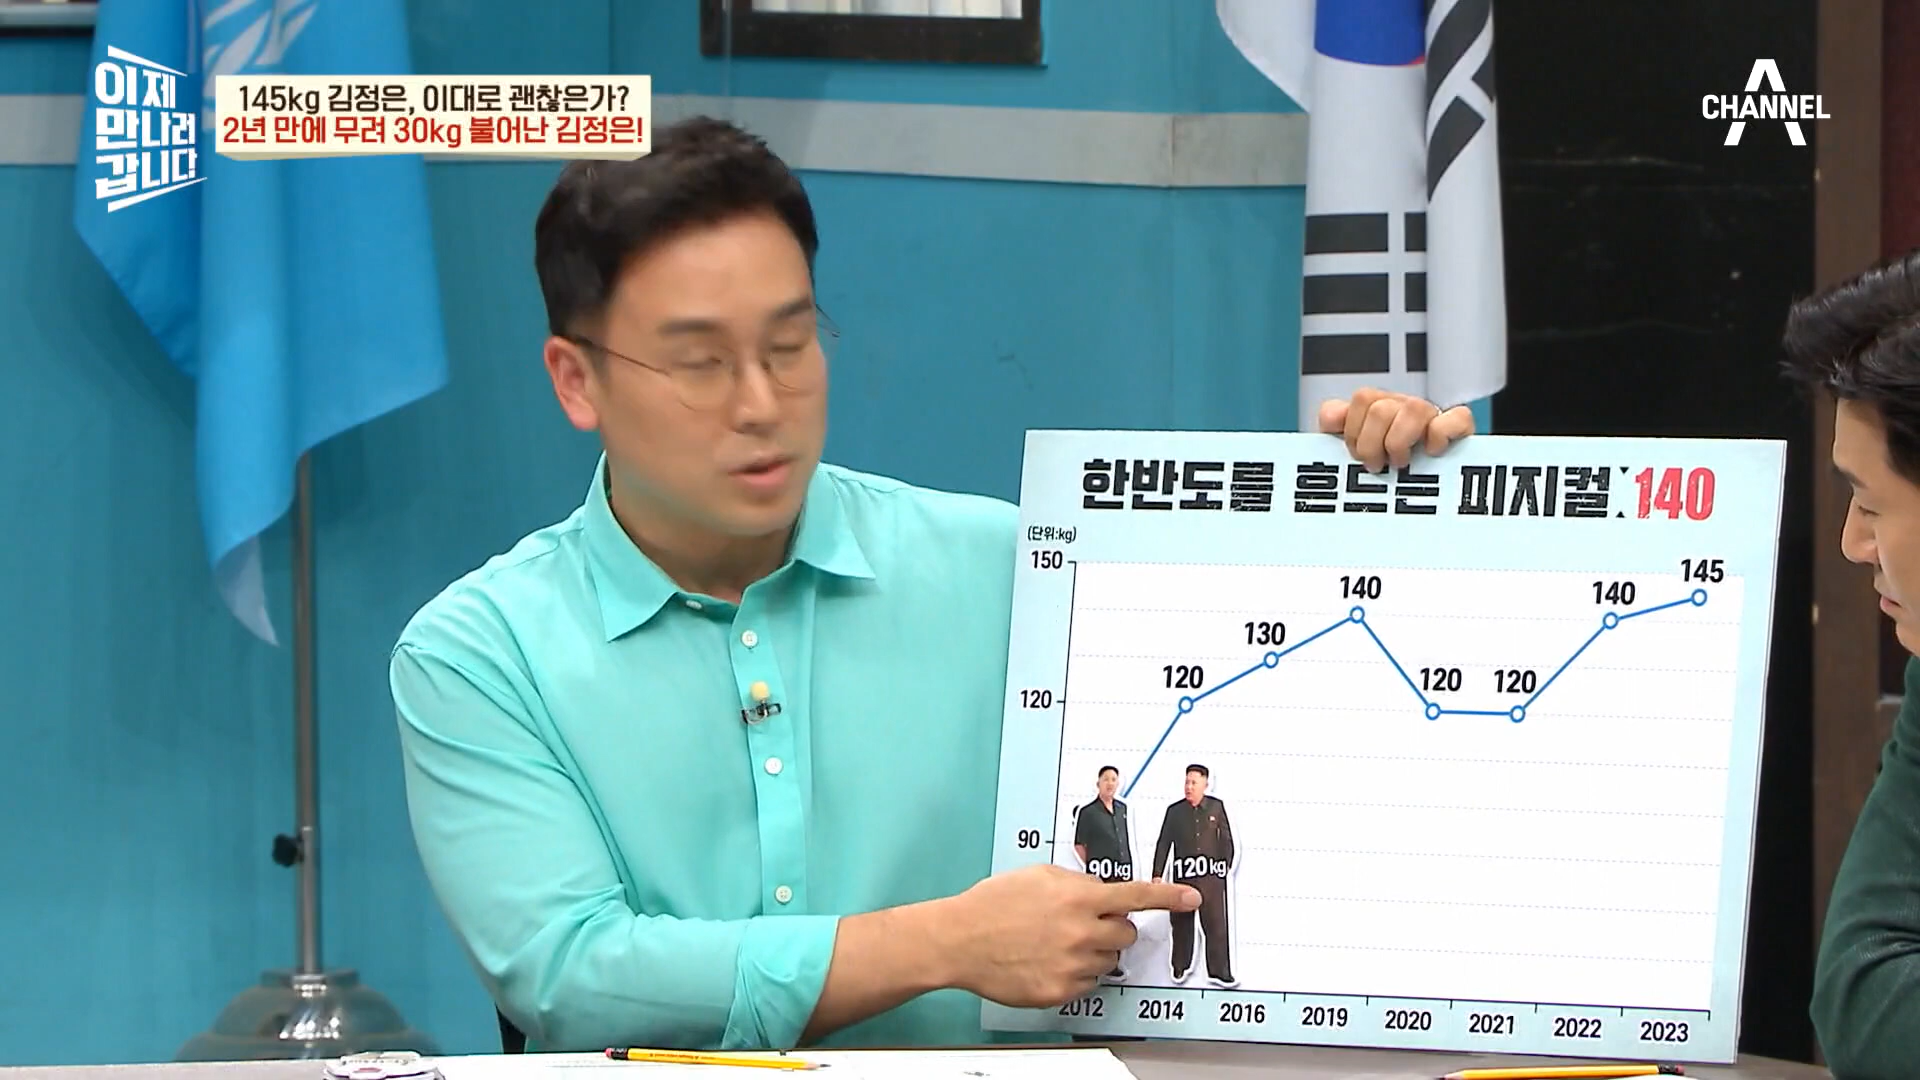 이제
만나러
갑니다
145kg 김정은, 이대로 괜찮은가?
2년 만에 무려 30kg 불어난 김정은!
CHANNEL A
한반도를 흔드는 피지컬:140
(단위:kg)
150
120
90
120
130
140
120
120
140
145
90kg
120kg
2012
2014
2016
2019
2020
2021
2022
2023